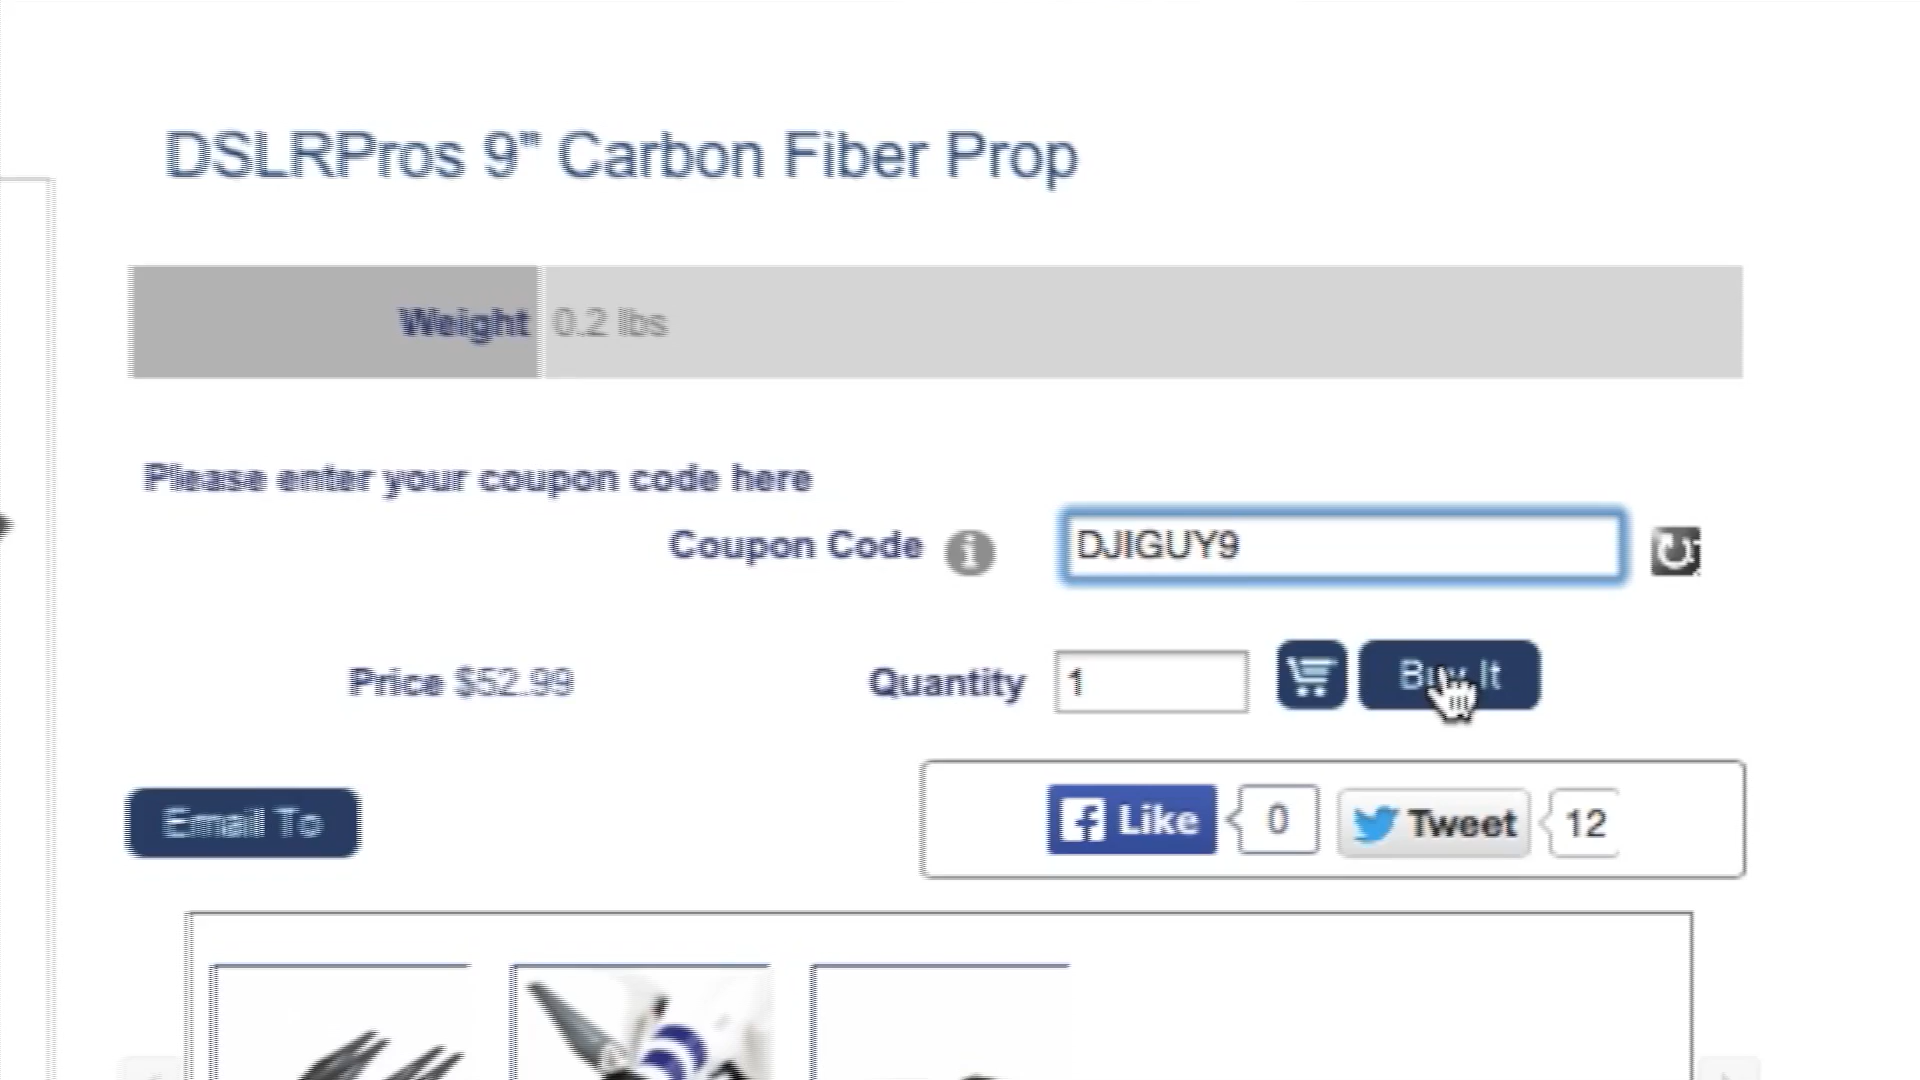 DSLRPros 9" Carbon Fiber Prop
Weight 0.2 lbs
Please enter your coupon code here
Coupon Code DJIGUY9
Price $52.99 Quantity 1 Buy It
Email To
Like 0 Tweet 12